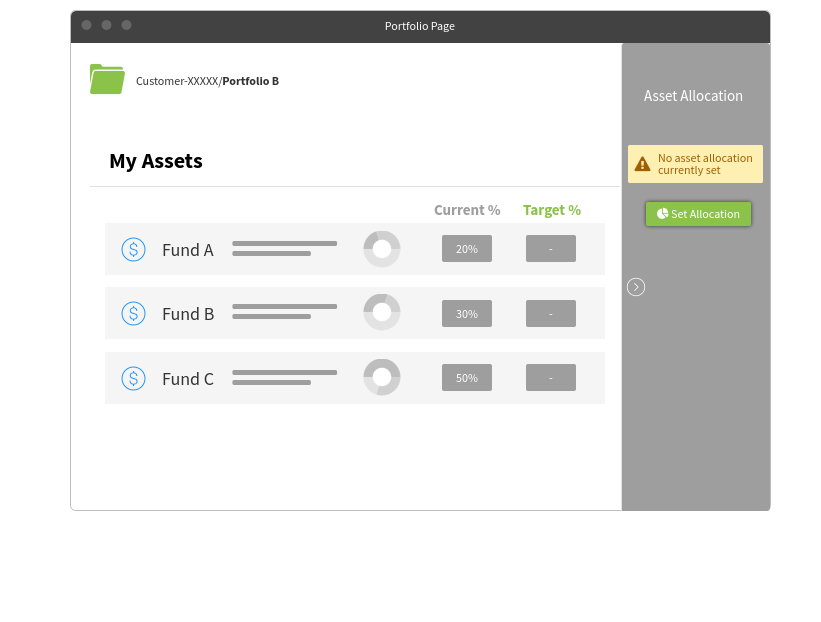 Portfolio Page
Customer-XXXXX/Portfolio B
Asset Allocation
My Assets
No asset allocation
currently set
Current % Target %
Set Allocation
Fund A 20% -
Fund B 30% -
Fund C 50% -